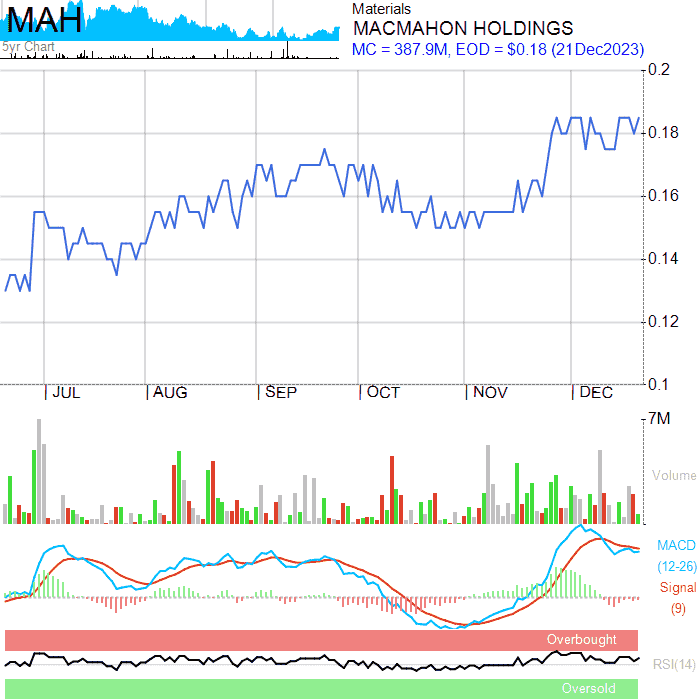 MAH
5yr Chart
Materials
MACMAHON HOLDINGS
MC = 387.9M, EOD = $0.18 (21Dec2023)
0.2
0.18
0.16
0.14
0.12
0.1
JUL
AUG
SEP
OCT
NOV
DEC
7M
Volume
MACD
(12-26)
Signal
(9)
Overbought
RSI(14)
Oversold